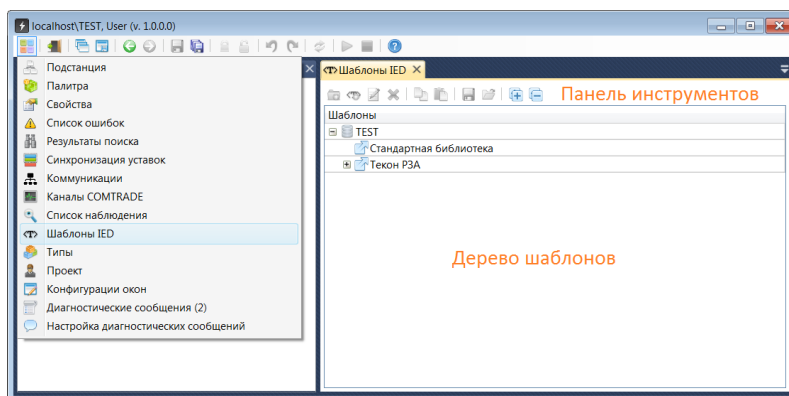 localhost\TEST, User (v. 1.0.0.0)
Подстанция
Палитра
Свойства
Список ошибок
Результаты поиска
Синхронизация уставок
Коммуникации
Каналы COMTRADE
Список наблюдения
Шаблоны IED
Типы
Проект
Конфигурации окон
Диагностические сообщения (2)
Настройка диагностических сообщений
Шаблоны IED
Панель инструментов
Шаблоны
TEST
Стандартная библиотека
Текон РЗА
Дерево шаблонов